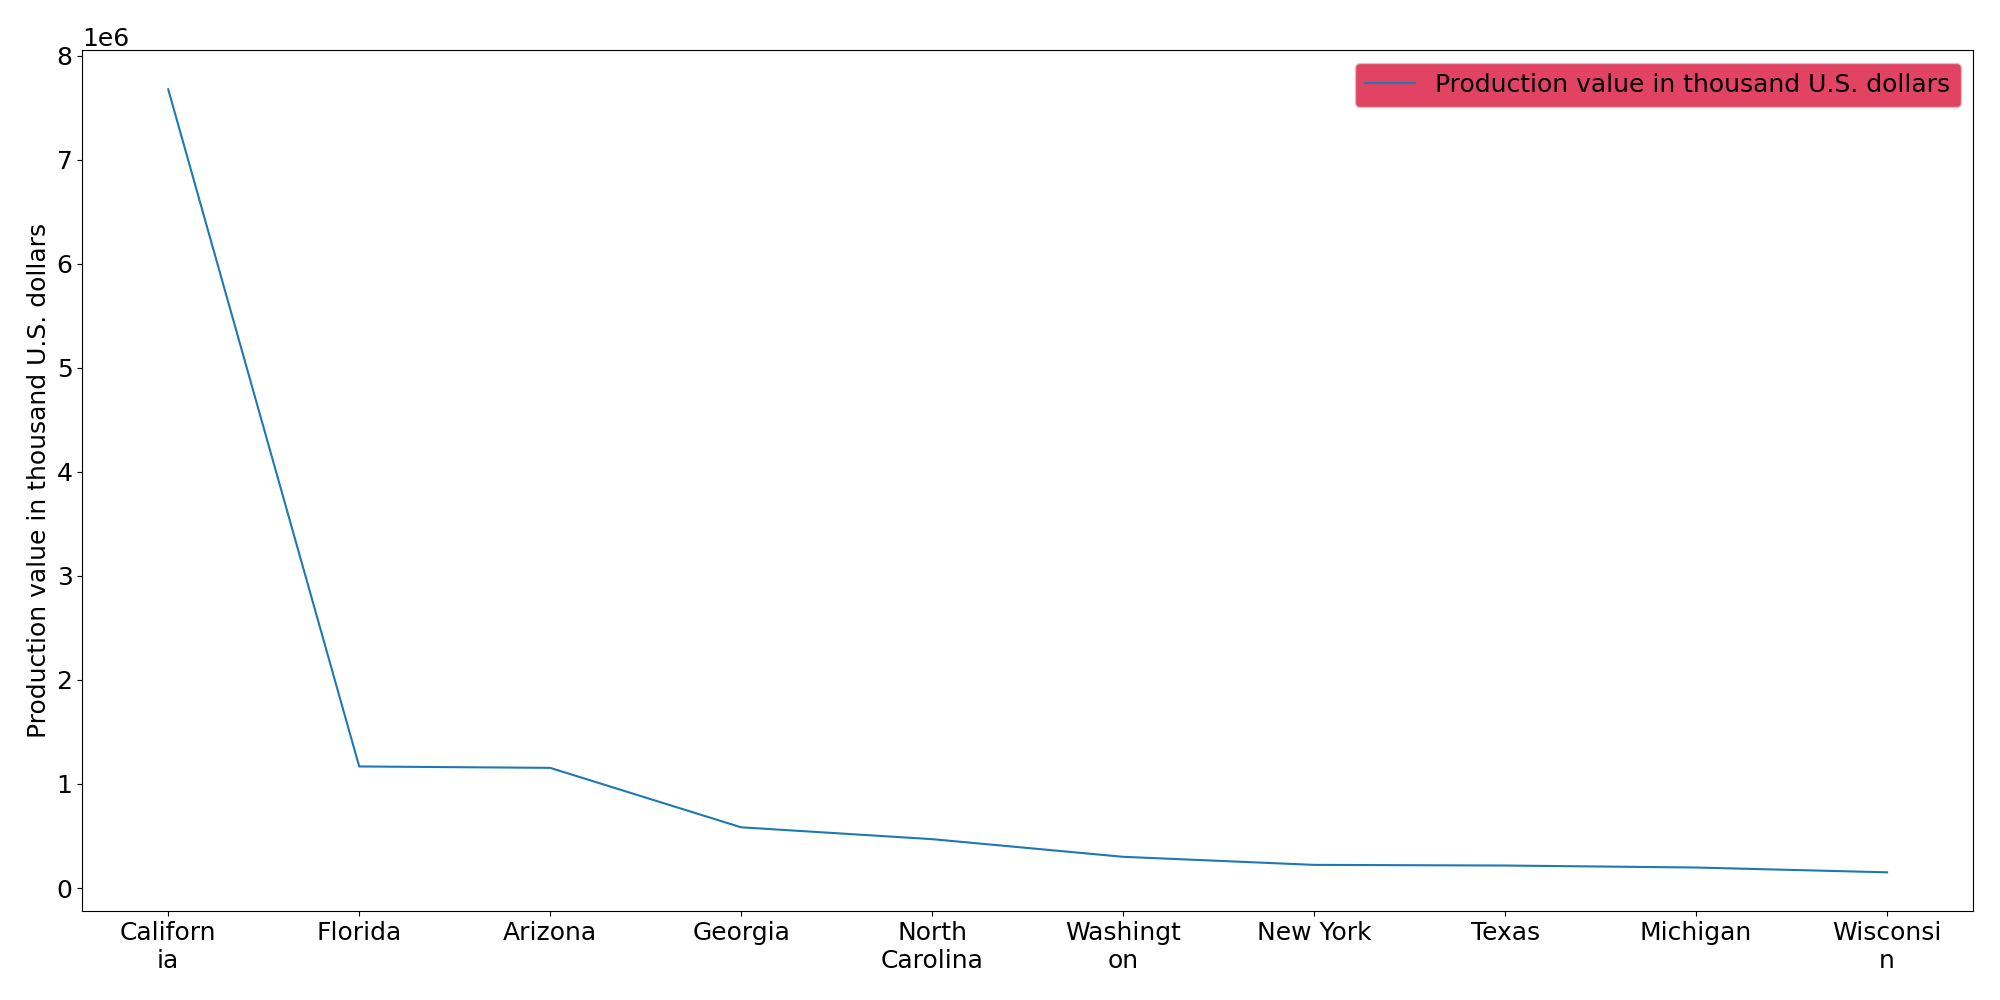 1e6
8
7
6
5
4
3
2
1
0
Production value in thousand U.S. dollars
Production value in thousand U.S. dollars
Californ
ia
Florida
Arizona
Georgia
North
Carolina
Washingt
on
New York
Texas
Michigan
Wisconsi
n